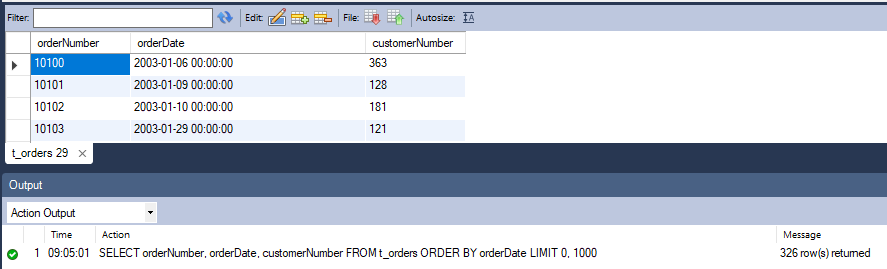 Filter: Edit: File: Autosize: IA
orderNumber orderDate customerNumber
10100 2003-01-06 00:00:00 363
10101 2003-01-09 00:00:00 128
10102 2003-01-10 00:00:00 181
10103 2003-01-29 00:00:00 121
t_orders 29
Output
Action Output
Time Action Message
1 09:05:01 SELECT orderNumber, orderDate, customerNumber FROM t_orders ORDER BY orderDate LIMIT 0, 1000 326 row(s) returned